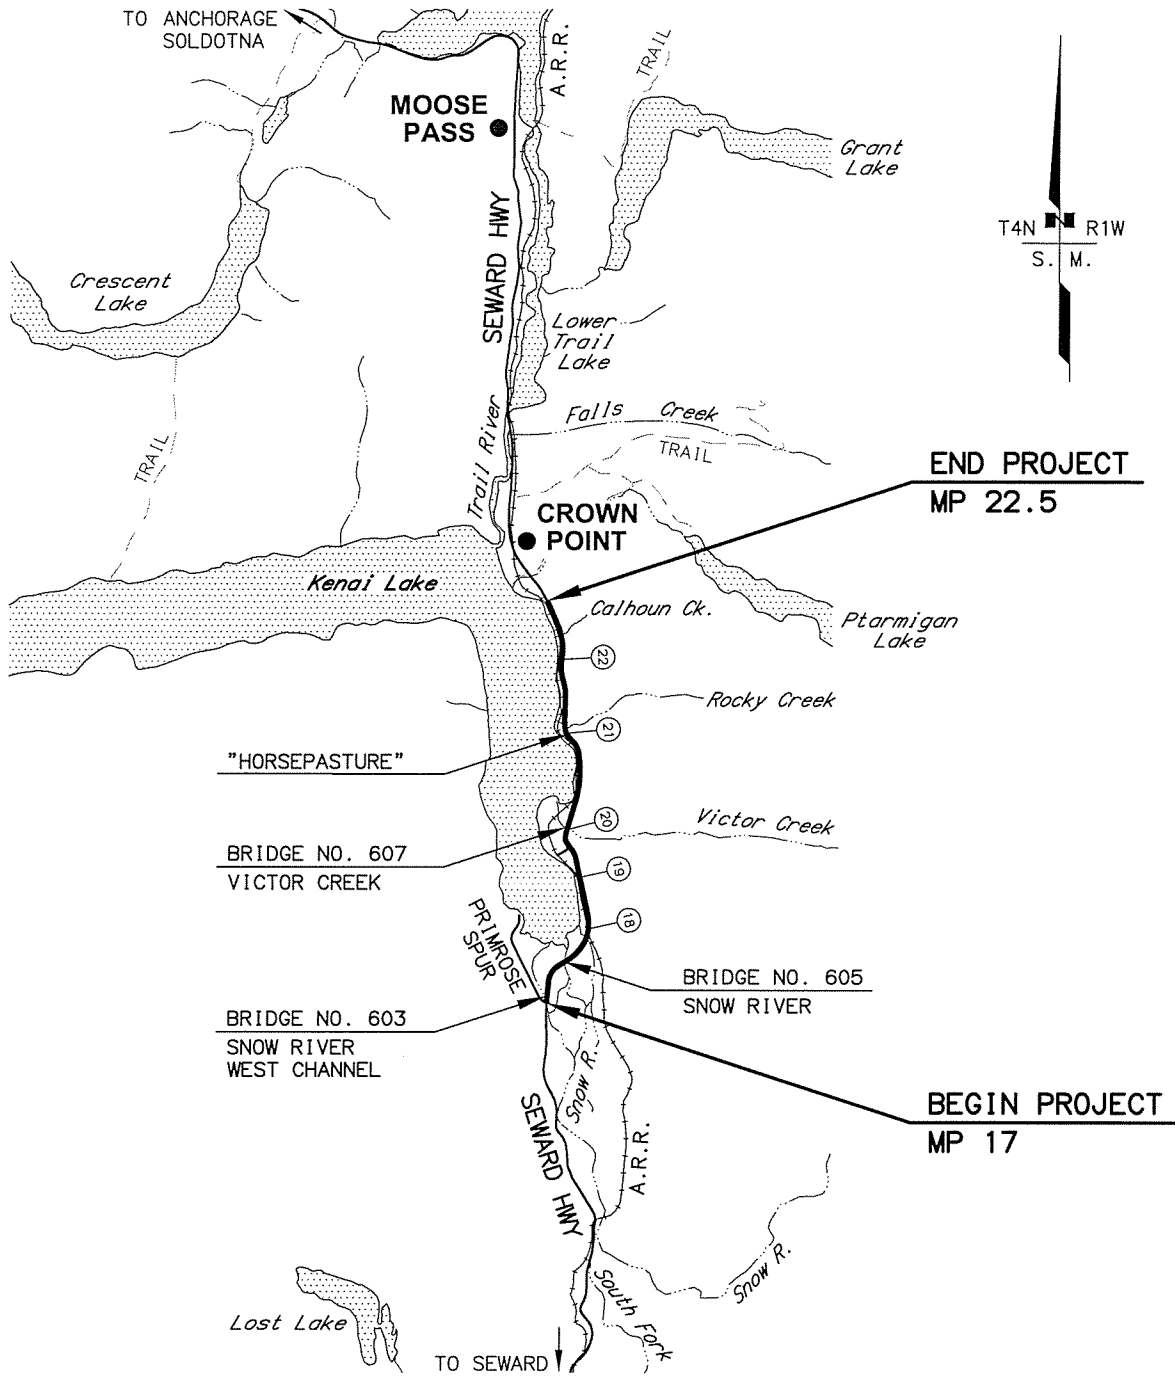 TO ANCHORAGE
SOLDOTNA
A.R.R.
TRAIL
MOOSE
PASS
Grant
Lake
T4N N R1W
S. M.
SEWARD HWY
Crescent
Lake
Lower
Trail
Lake
Trail River
Falls Creek
TRAIL
TRAIL
END PROJECT
MP 22.5
CROWN
POINT
Kenai Lake
Calhoun Ck.
Ptarmigan
Lake
22
Rocky Creek
21
"HORSEPASTURE"
20
Victor Creek
BRIDGE NO. 607
VICTOR CREEK
19
18
PRIMROSE
SPUR
BRIDGE NO. 605
SNOW RIVER
BRIDGE NO. 603
SNOW RIVER
WEST CHANNEL
Snow R.
BEGIN PROJECT
MP 17
SEWARD HWY
A.R.R.
Snow R.
South Fork
Lost Lake
TO SEWARD